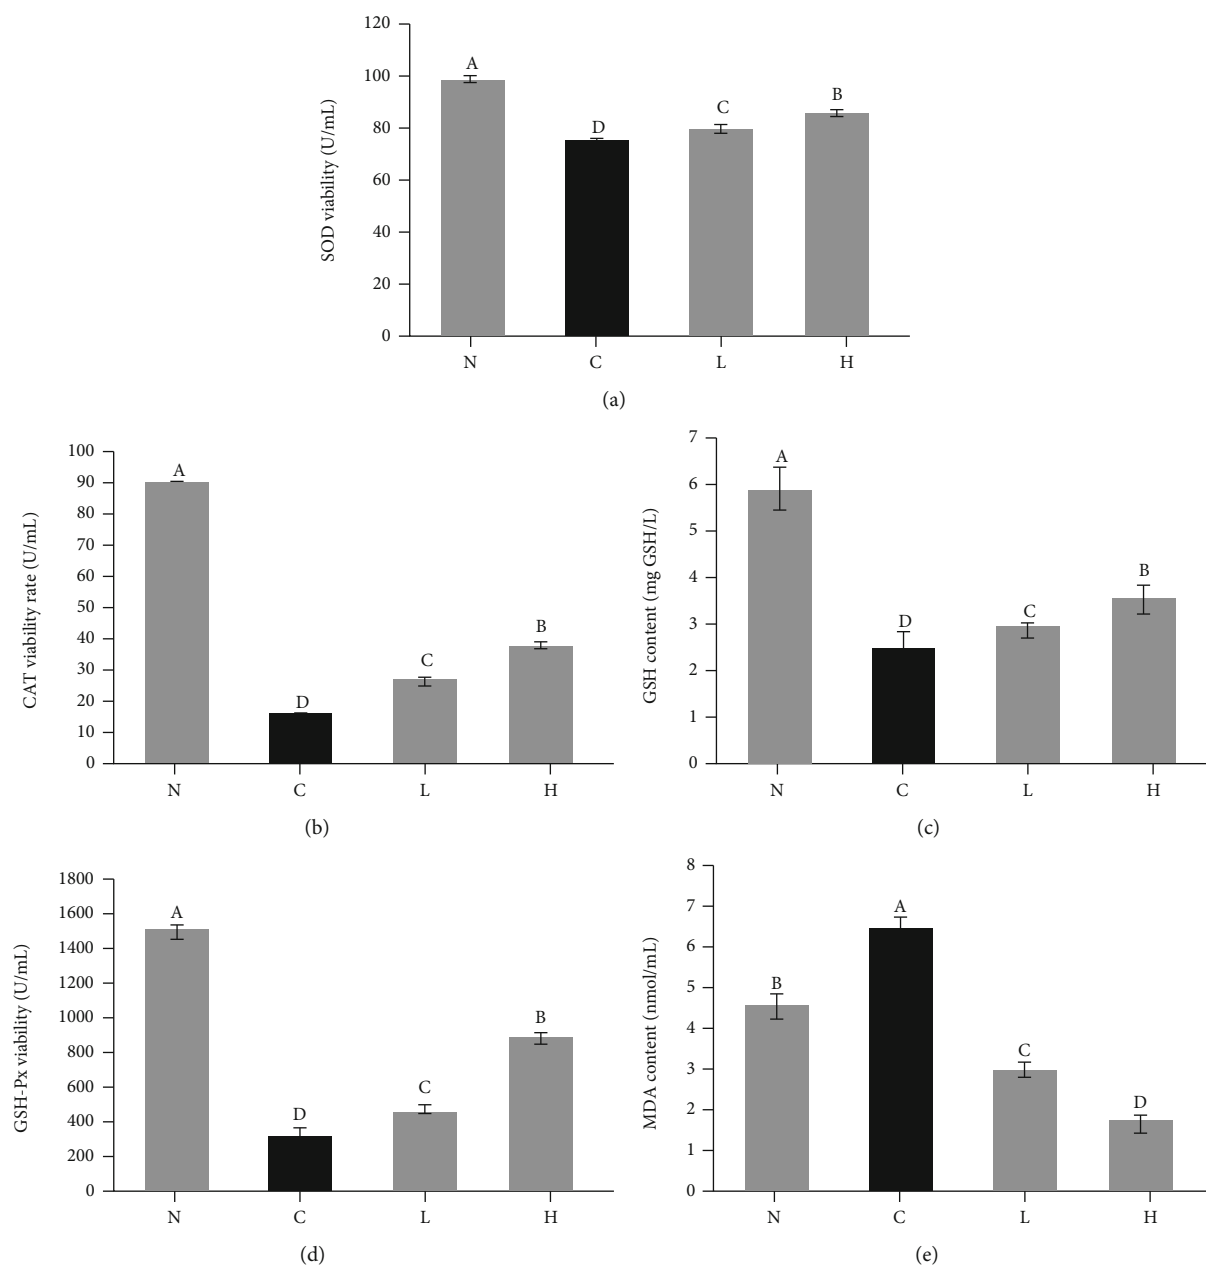 SOD viability (U/mL)
120
100
80
60
40
20
0
A
D
C
B
N C L H
(a)
CAT viability rate (U/mL)
100
90
80
70
60
50
40
30
20
10
0
A
D
C
B
N C L H
(b)
GSH content (mg GSH/L)
7
6
5
4
3
2
1
0
A
D
C
B
N C L H
(c)
GSH-Px viability (U/mL)
1800
1600
1400
1200
1000
800
600
400
200
0
A
D
C
B
N C L H
(d)
MDA content (nmol/mL)
8
7
6
5
4
3
2
1
0
B
A
C
D
N C L H
(e)